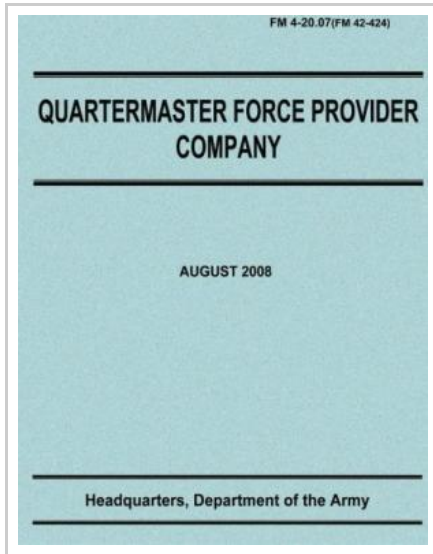 FM 4-20.07(FM 42-424)
QUARTERMASTER FORCE PROVIDER
COMPANY
AUGUST 2008
Headquarters, Department of the Army